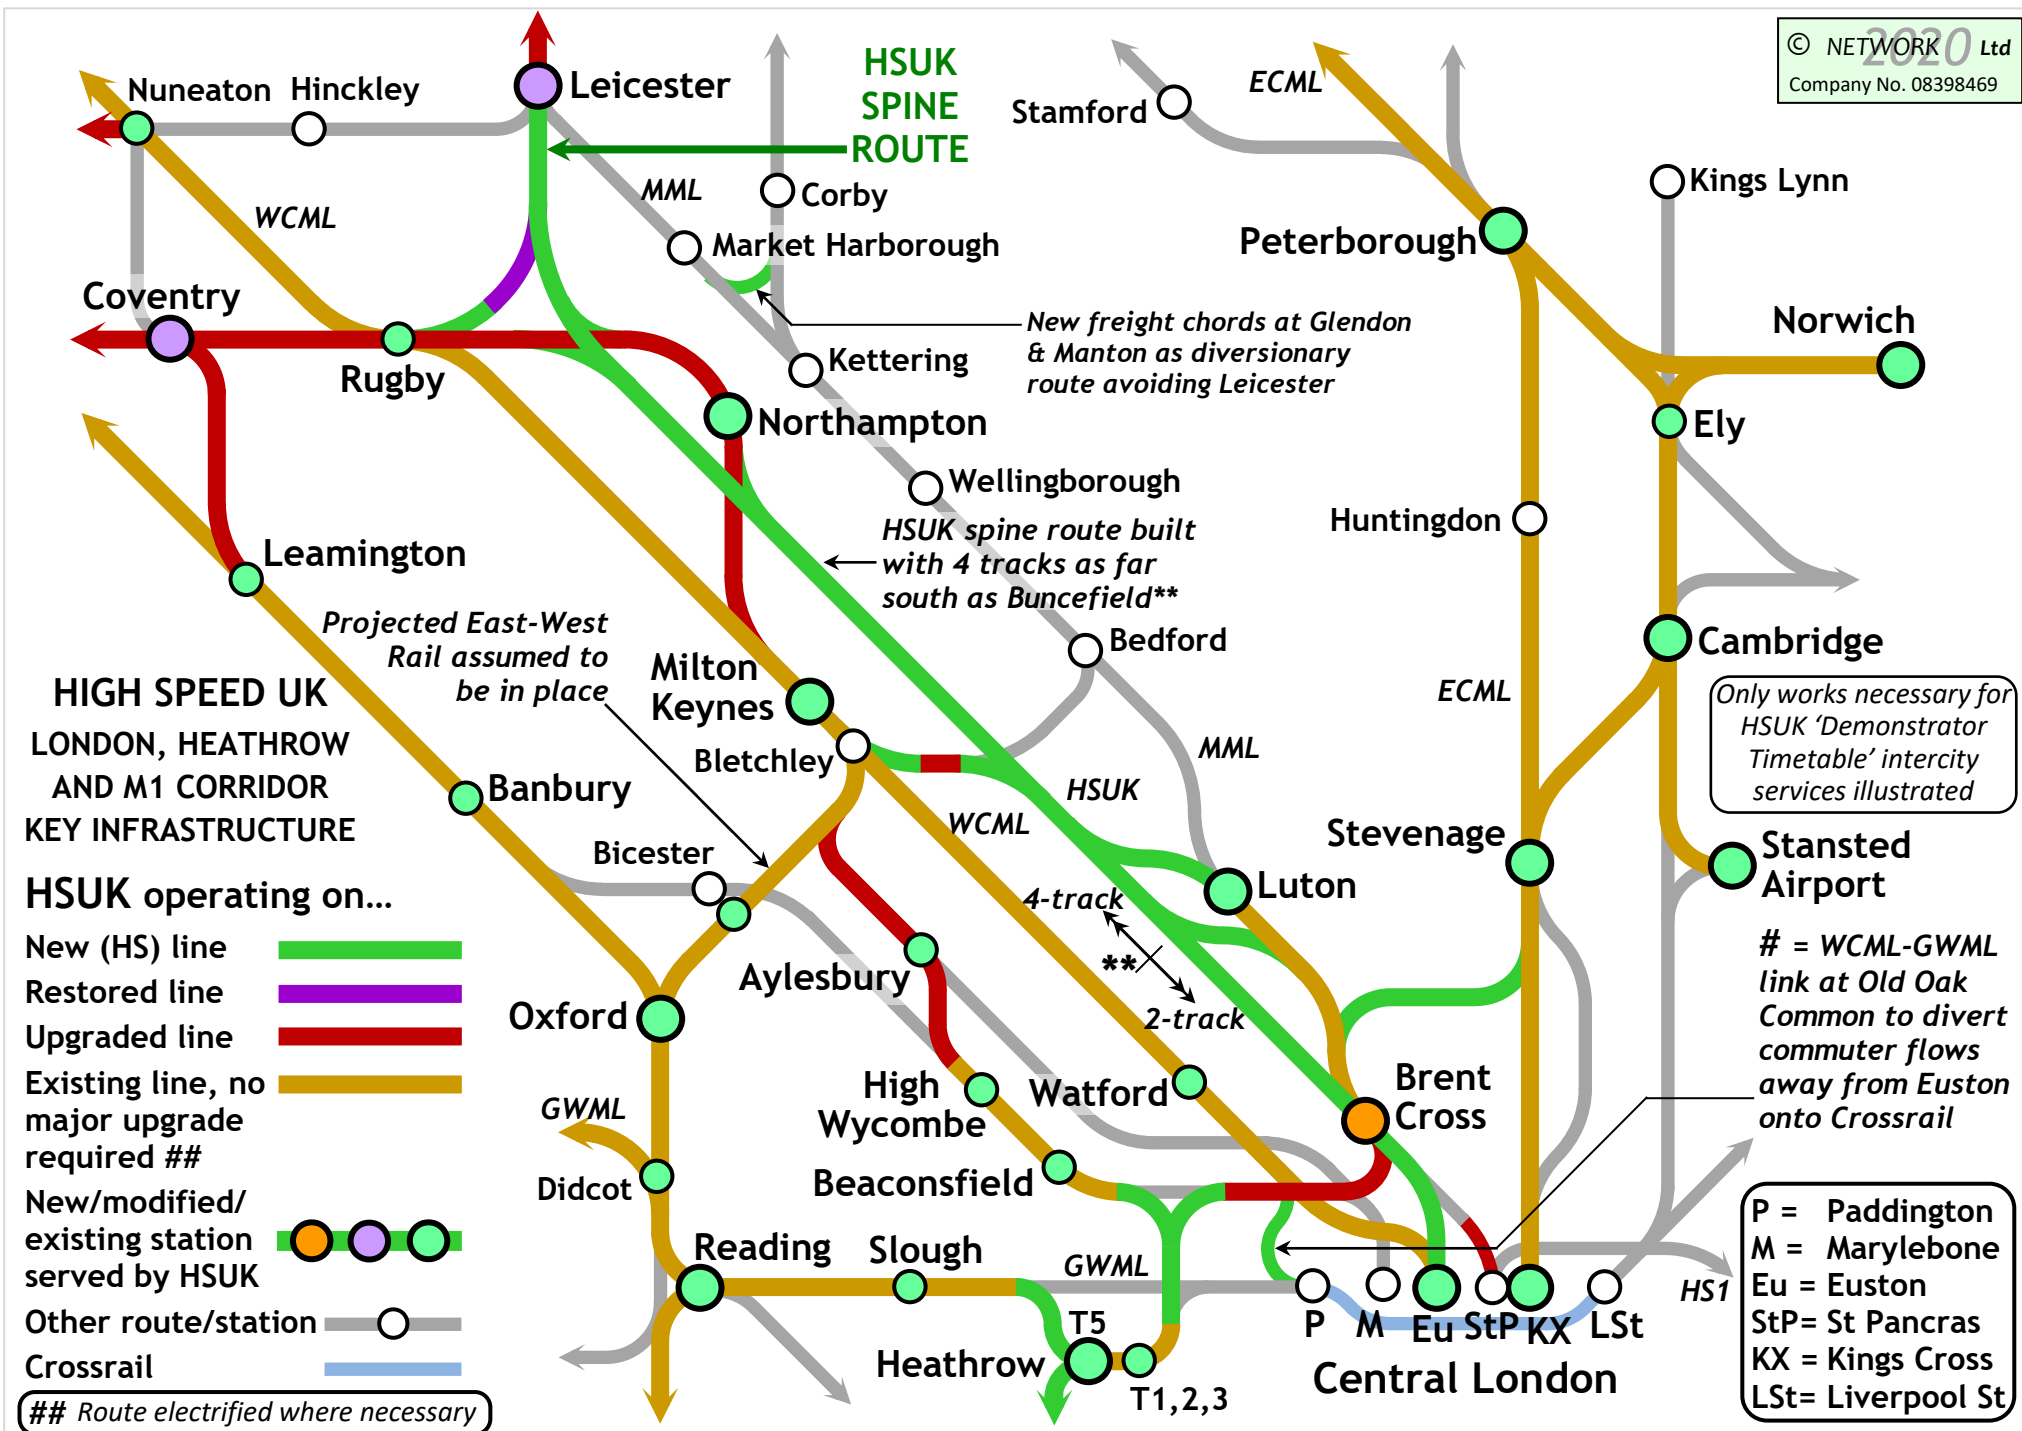 © NETWORK 2020 Ltd
Company No. 08398469
Nuneaton
Hinckley
Leicester
HSUK
SPINE
ROUTE
ECML
Stamford
WCML
MML
Corby
Market Harborough
Kings Lynn
Peterborough
Coventry
Rugby
New freight chords at Glendon
& Manton as diversionary
route avoiding Leicester
Kettering
Norwich
Northampton
Ely
Wellingborough
Huntingdon
HSUK spine route built
with 4 tracks as far
south as Buncefield**
Leamington
Projected East-West
Rail assumed to
be in place
Bedford
Cambridge
Milton
Keynes
ECML
Only works necessary for
HSUK ‘Demonstrator
Timetable’ intercity
services illustrated
HIGH SPEED UK
LONDON, HEATHROW
AND M1 CORRIDOR
KEY INFRASTRUCTURE
Bletchley
MML
HSUK
WCML
Banbury
Bicester
Stevenage
Stansted
Airport
Luton
4-track
**
2-track
HSUK operating on...
New (HS) line
Restored line
Upgraded line
Existing line, no
major upgrade
required ##
New/modified/
existing station
served by HSUK
Other route/station
Crossrail
## Route electrified where necessary
Aylesbury
Oxford
# = WCML-GWML
link at Old Oak
Common to divert
commuter flows
away from Euston
onto Crossrail
High
Wycombe
Watford
Brent
Cross
GWML
Didcot
Beaconsfield
Reading
Slough
GWML
HS1
T5
Heathrow
T1,2,3
P
M
Eu
StP
KX
LSt
Central London
P = Paddington
M = Marylebone
Eu = Euston
StP= St Pancras
KX = Kings Cross
LSt= Liverpool St